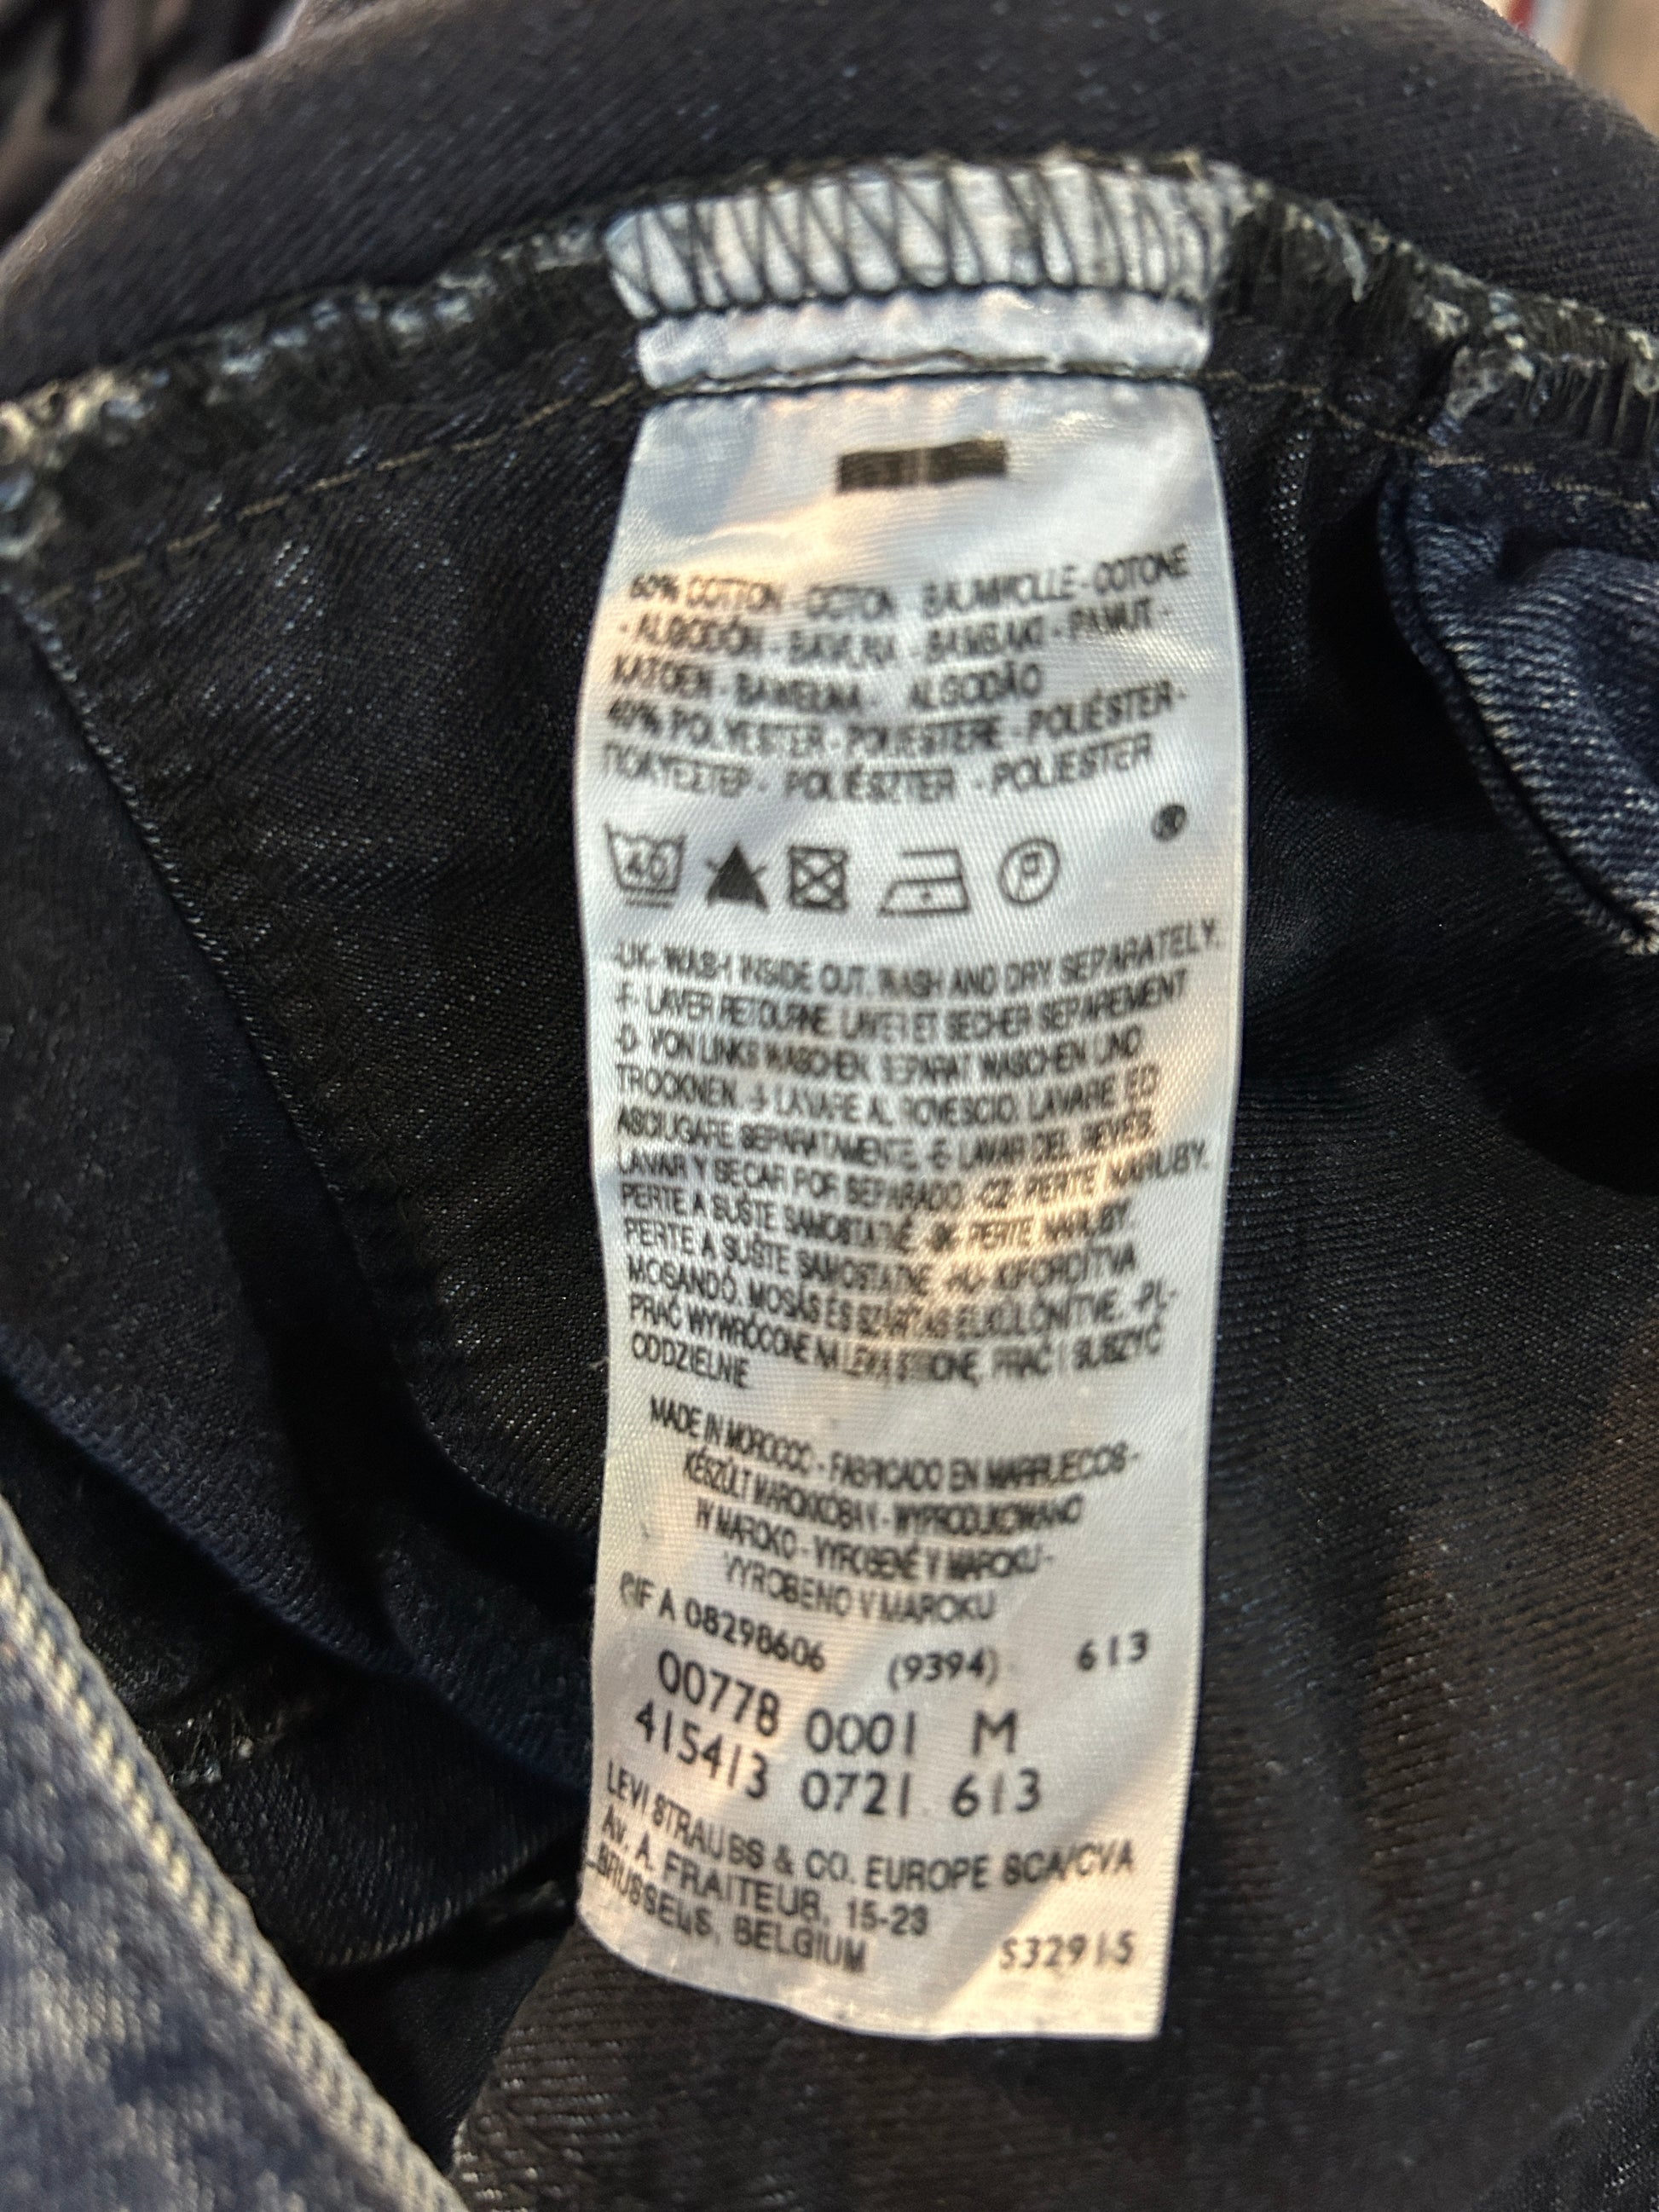 60% COTTON - COTON - BAUMWOLLE - COTONE
- ALGODÓN - BAVLNA - BAMBAKI - PAMUT -
KATOEN - BAWEŁNA - ALGODÃO
40% POLYESTER - POLIESTERE - POLIÉSTER -
ΠΟΛΥΕΣΤΕΡ - POLIÉSZTER - POLIESTER
40
P
-UK- WASH INSIDE OUT. WASH AND DRY SEPARATELY.
-F- LAVER RETOURNE. LAVER ET SECHER SEPAREMENT
-D- VON LINKS WASCHEN. SEPARAT WASCHEN UND
TROCKNEN. -I- LAVARE AL ROVESCIO. LAVARE ED
ASCIUGARE SEPARATAMENTE. -E- LAVAR DEL REVES.
LAVAR Y SECAR POR SEPARADO. -CZ- PERTE NARUBY.
PERTE A SUŠTE SAMOSTATNĚ. PERTE NARUBY.
PERTE A SUŠTE SAMOSTATNE. -HU- KIFORDÍTVA
MOSANDÓ. MOSÁS ÉS SZÁRÍTÁS ELKÜLÖNÍTVE. -PL-
PRAĆ WYWRÓCONE NA LEWĄ STRONĘ, PRAĆ I SUSZYĆ
ODDZIELNIE
MADE IN MOROCCO - FABRICADO EN MARRUECOS -
KÉSZÜLT MAROKKÓBAN - WYPRODUKOWANO
W MAROKO - VYROBENÉ V MAROKU -
VYROBENO V MAROKU
CIF A 08298606 (9394) 613
00778 0001 M
415413 0721 613
LEVI STRAUSS & CO. EUROPE SCA/CVA
Av. A. FRAITEUR, 15-23
BRUSSELS, BELGIUM
S32915